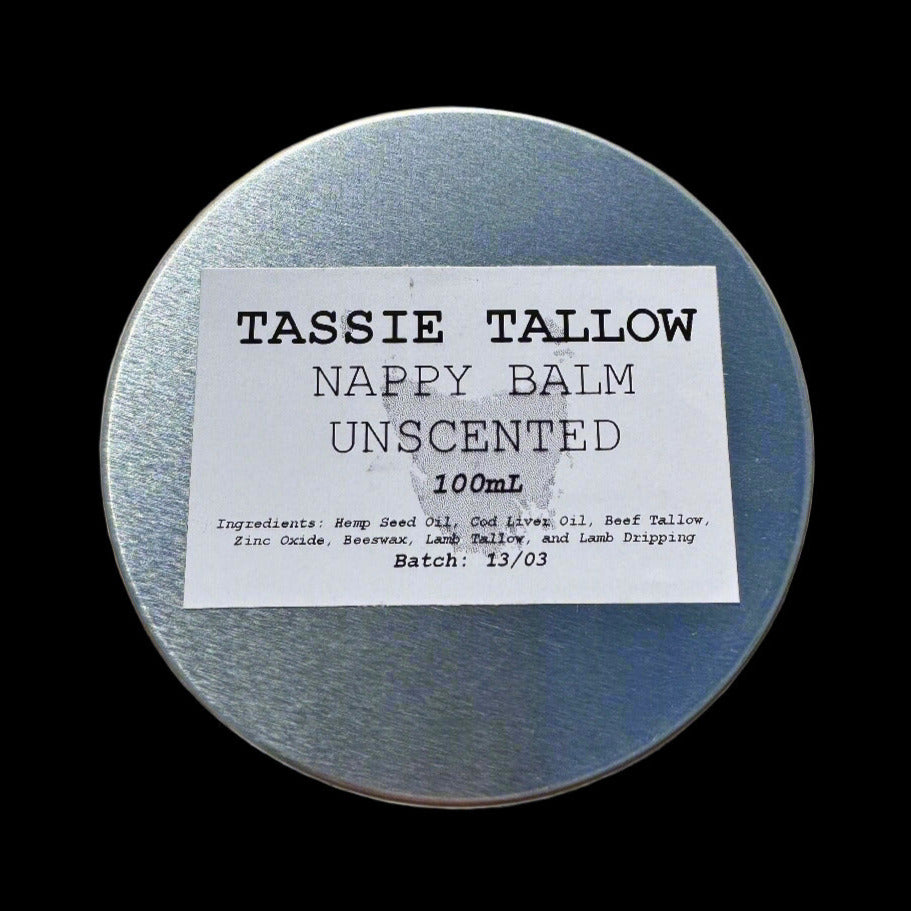 TASSIE TALLOW
NAPPY BALM
UNSCENTED
100mL
Ingredients: Hemp Seed Oil, Cod Liver Oil, Beef Tallow,
Zinc Oxide, Beeswax, Lamb Tallow, and Lamb Dripping
Batch: 13/03